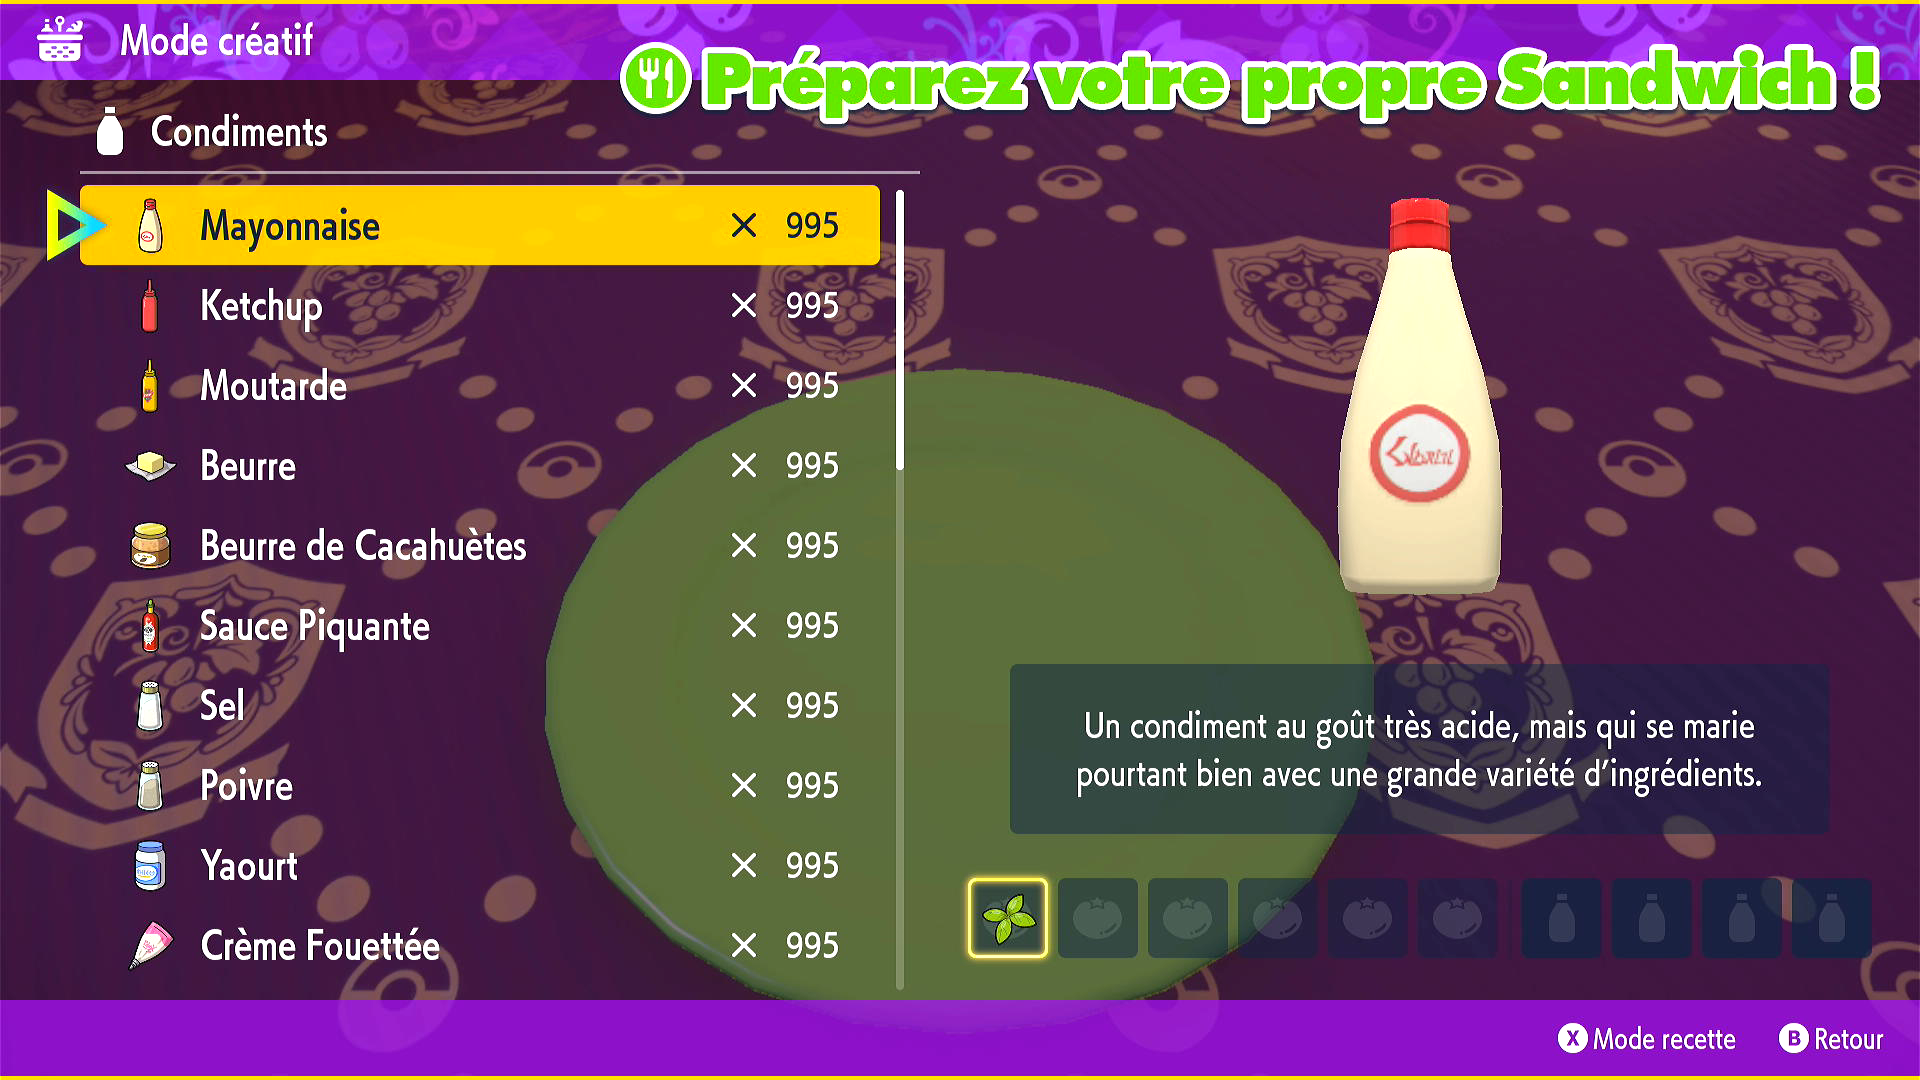 Mode créatif
Préparez votre propre Sandwich !
Condiments
Mayonnaise × 995
Ketchup × 995
Moutarde × 995
Beurre × 995
Beurre de Cacahuètes × 995
Sauce Piquante × 995
Sel × 995
Poivre × 995
Yaourt × 995
Crème Fouettée × 995
Un condiment au goût très acide, mais qui se marie
pourtant bien avec une grande variété d’ingrédients.
X Mode recette B Retour